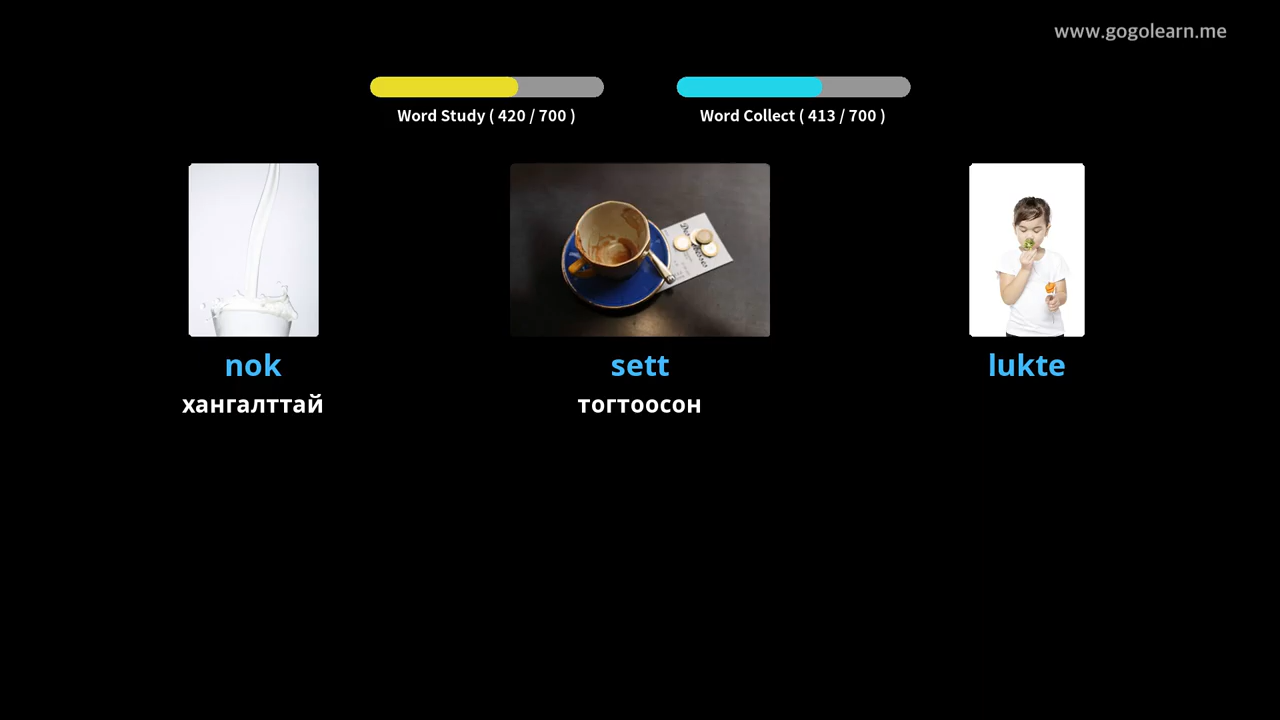 www.gogolearn.me
Word Study ( 420 / 700 )
Word Collect ( 413 / 700 )
nok
sett
lukte
хангалттай
тогтоосон